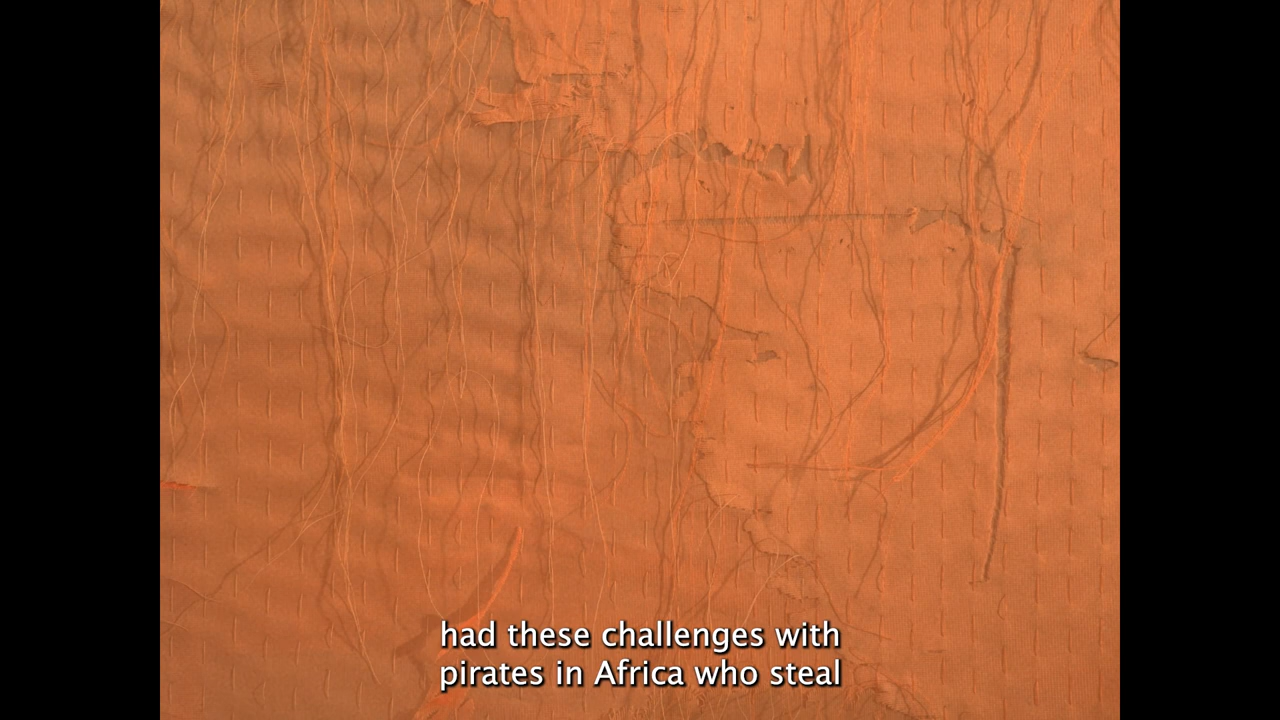 had these challenges with
pirates in Africa who steal